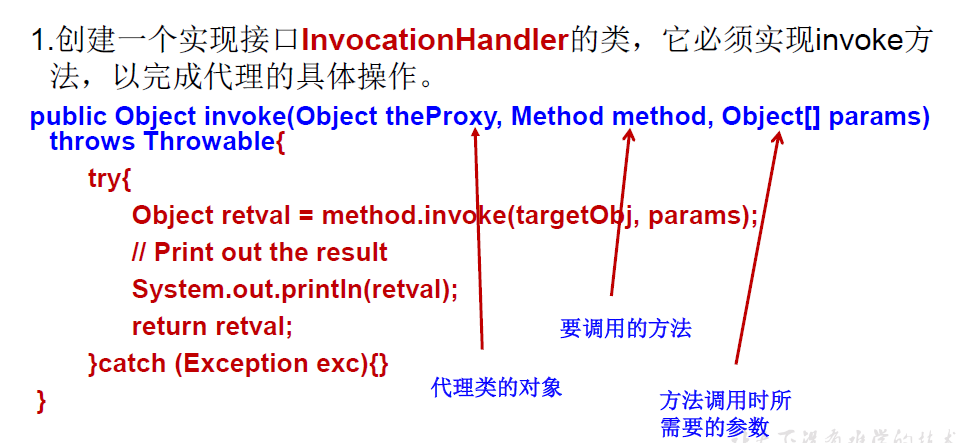 1.创建一个实现接口InvocationHandler的类，它必须实现invoke方
法，以完成代理的具体操作。
public Object invoke(Object theProxy, Method method, Object[] params)
throws Throwable{
try{
Object retval = method.invoke(targetObj, params);
// Print out the result
System.out.println(retval);
return retval;
}catch (Exception exc){}
}
要调用的方法
代理类的对象
方法调用时所
需要的参数